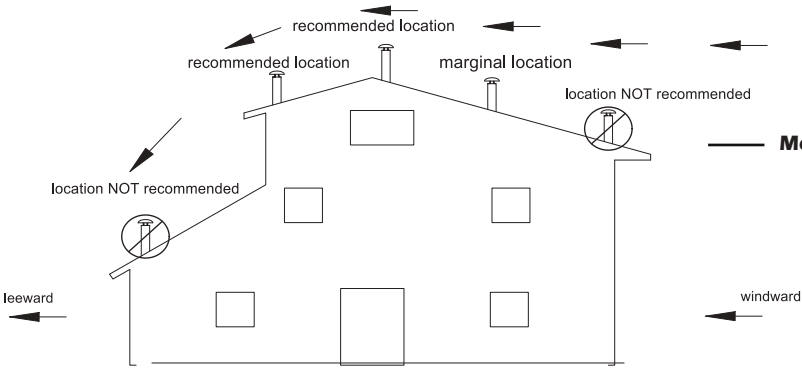 recommended location
recommended location
marginal location
location NOT recommended
location NOT recommended
leeward
windward